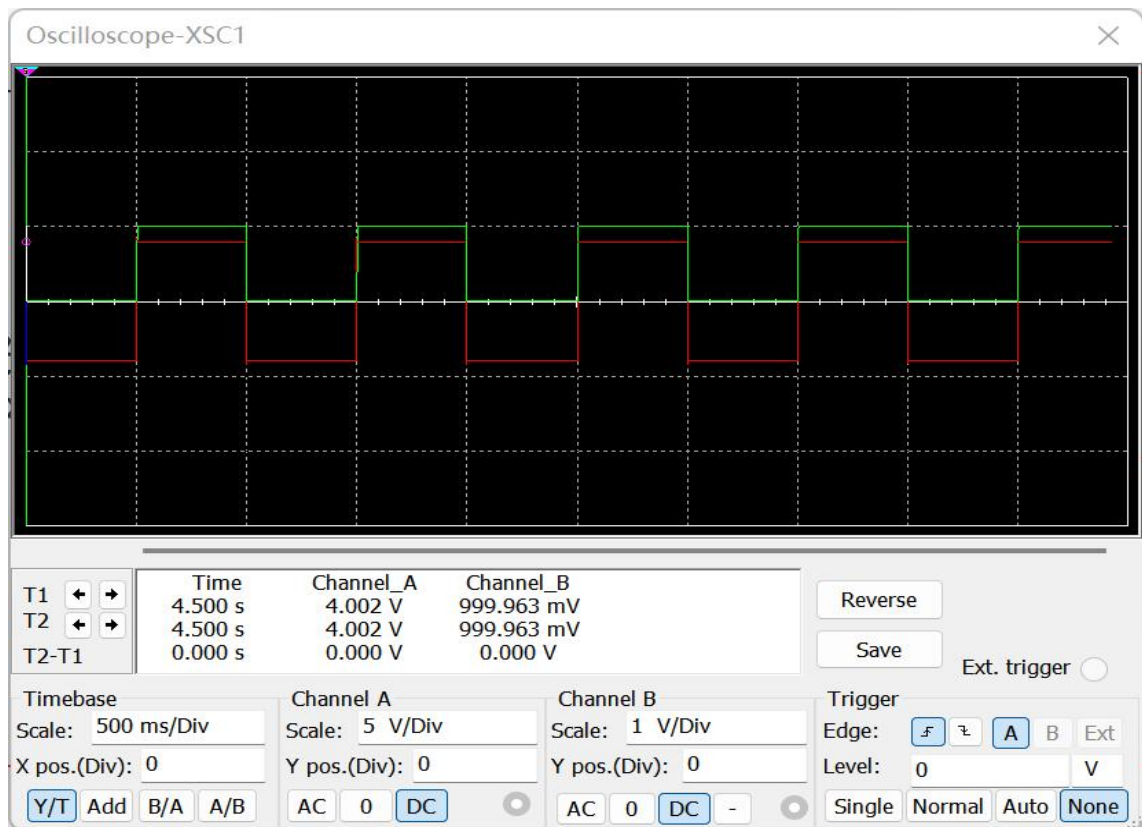 Oscilloscope-XSC1
Time Channel_A Channel_B
T1 4.500 s 4.002 V 999.963 mV
T2 4.500 s 4.002 V 999.963 mV
T2-T1 0.000 s 0.000 V 0.000 V
Reverse
Save
Ext. trigger
Timebase
Scale: 500 ms/Div
X pos.(Div): 0
Y/T Add B/A A/B
Channel A
Scale: 5 V/Div
Y pos.(Div): 0
AC 0 DC
Channel B
Scale: 1 V/Div
Y pos.(Div): 0
AC 0 DC -
Trigger
Edge: A B Ext
Level: 0 V
Single Normal Auto None